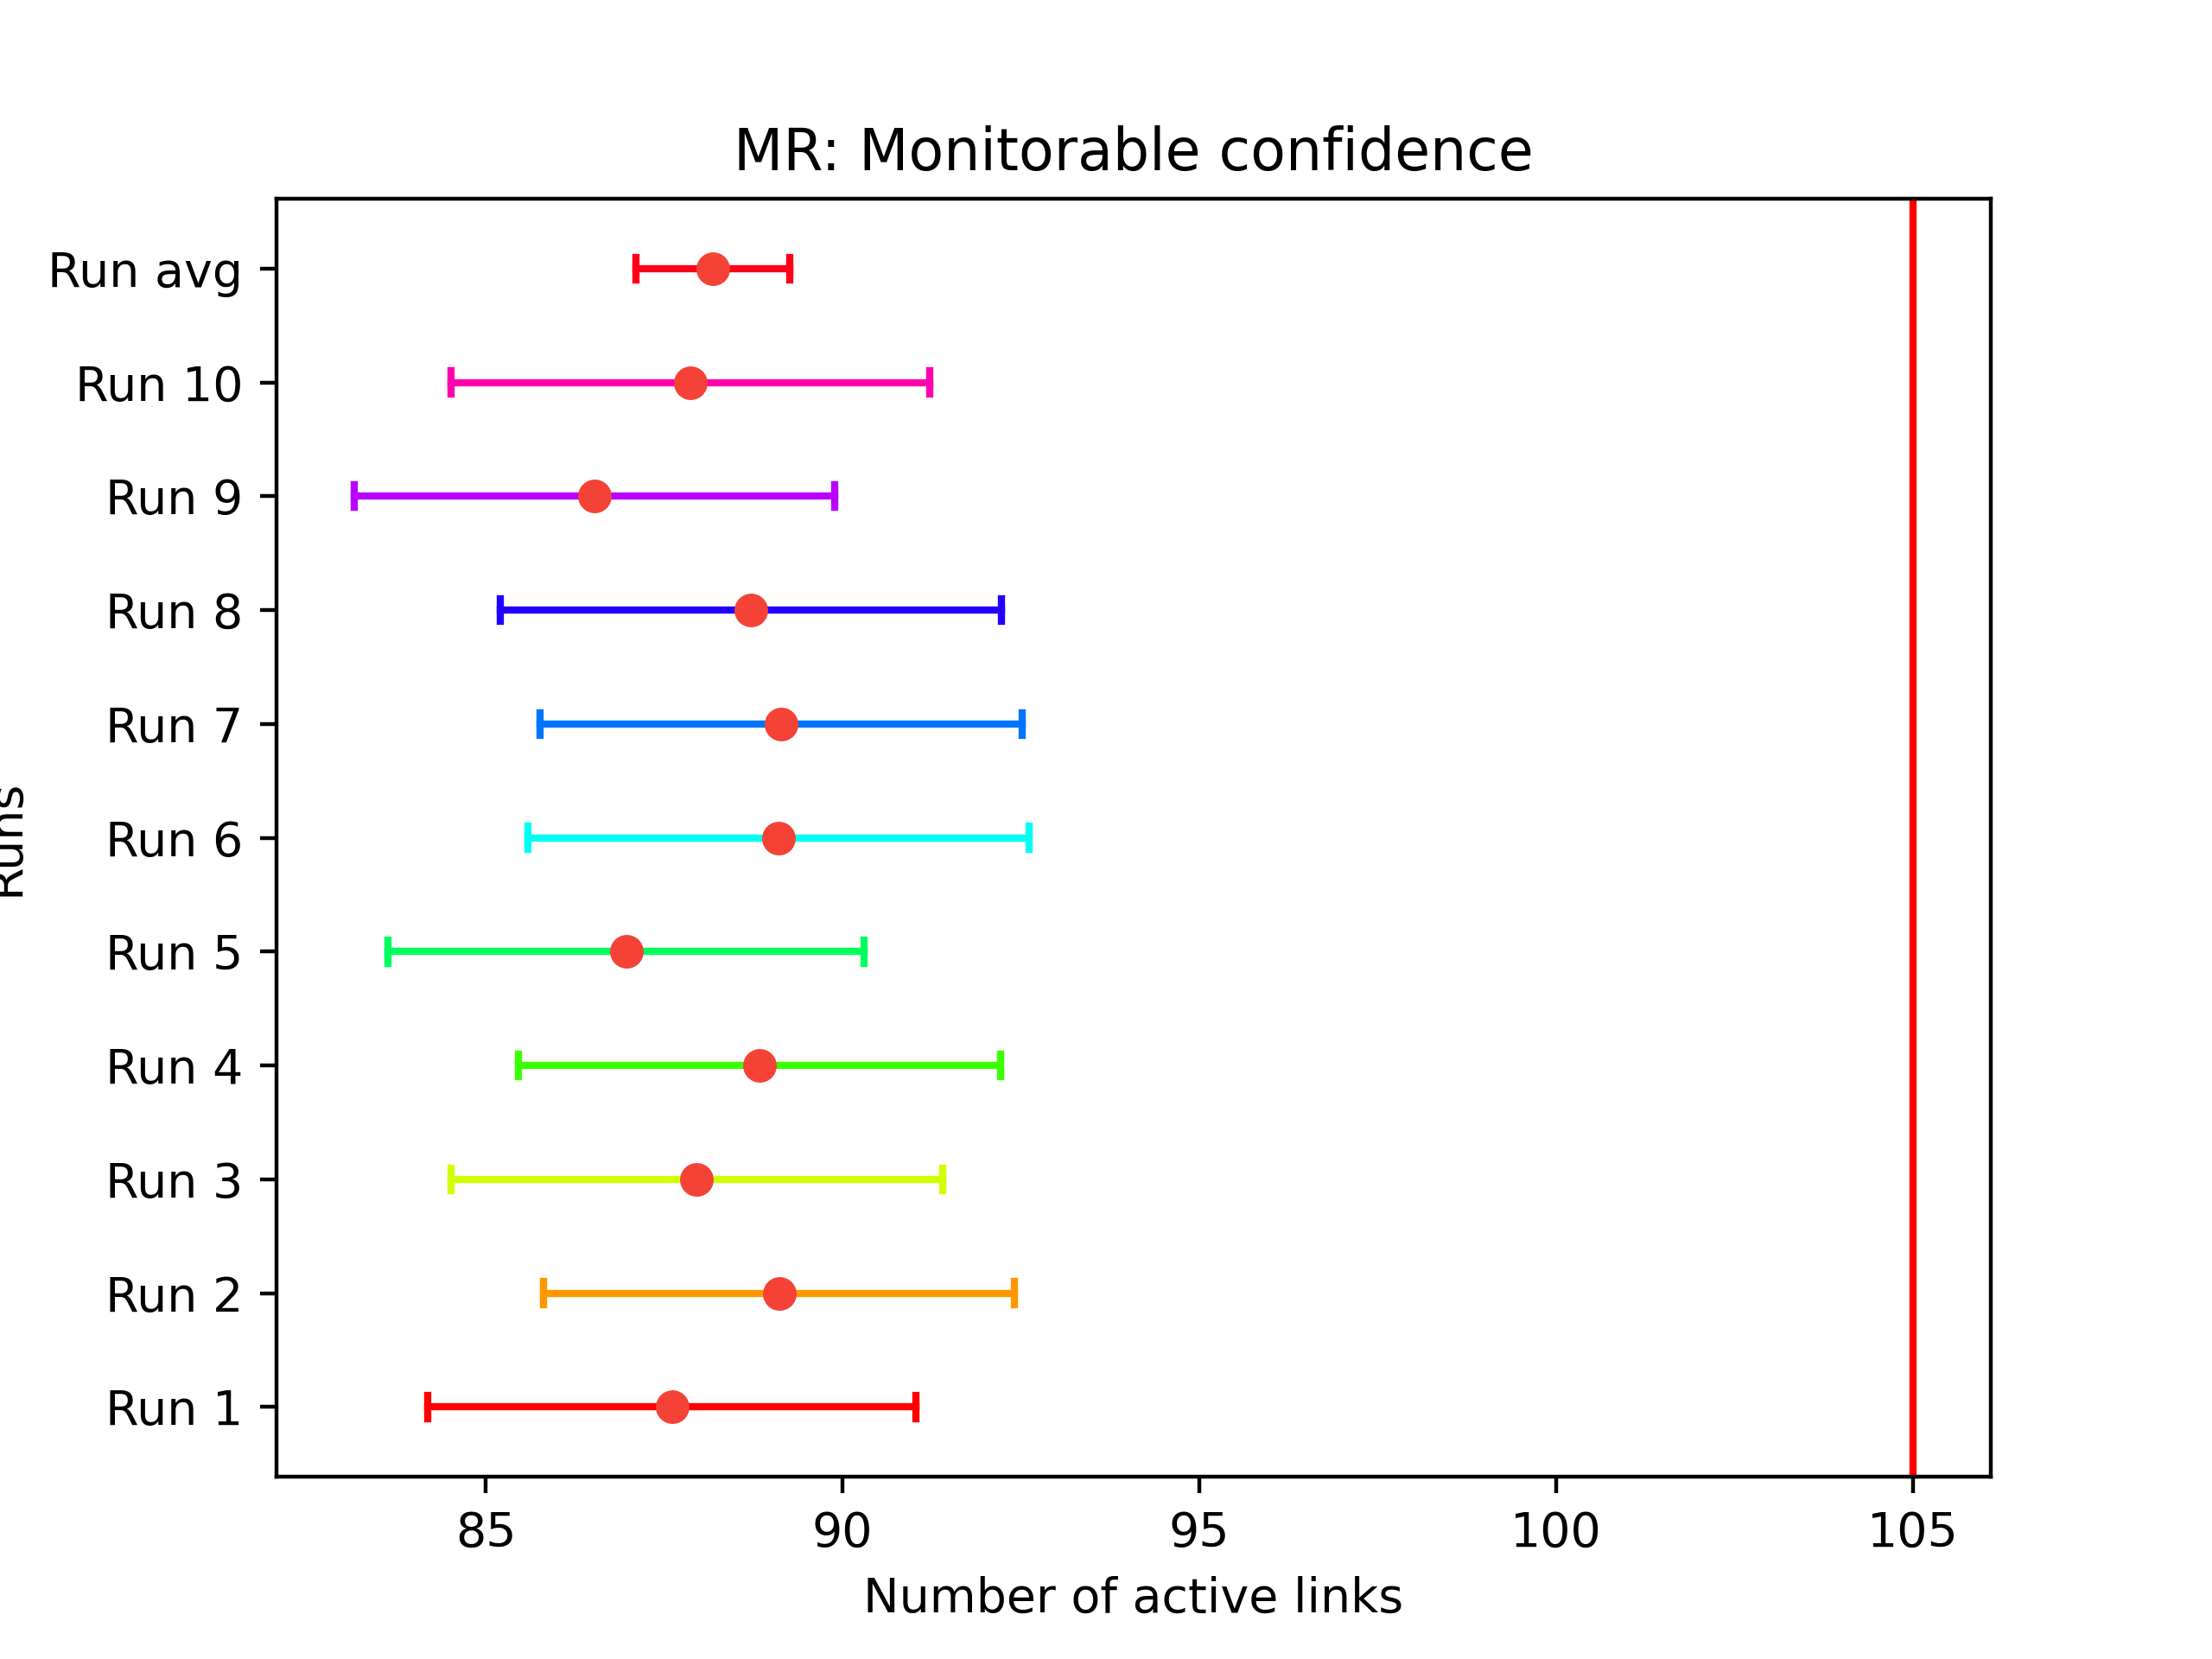 MR: Monitorable confidence
Run avg
Run 10
Run 9
Run 8
Run 7
Run 6
Run 5
Run 4
Run 3
Run 2
Run 1
Runs
85 90 95 100 105
Number of active links